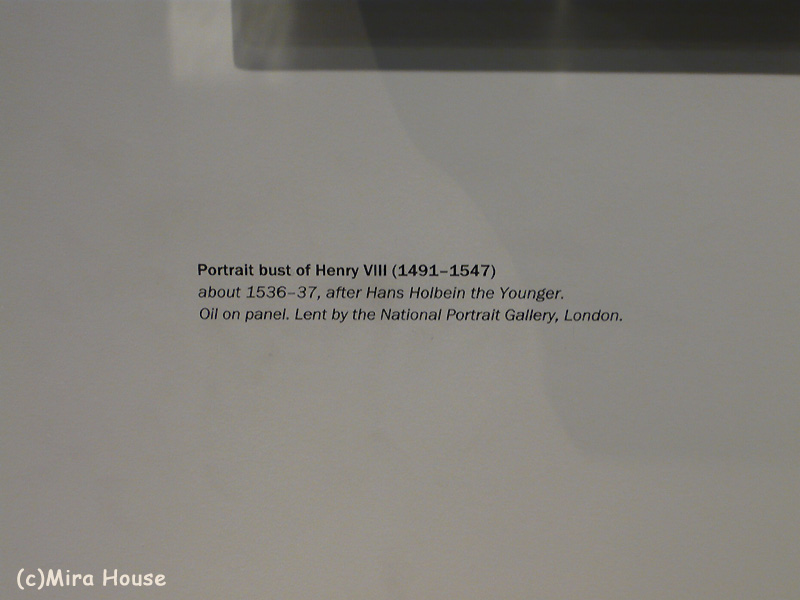 Portrait bust of Henry VIII (1491–1547)
about 1536–37, after Hans Holbein the Younger.
Oil on panel. Lent by the National Portrait Gallery, London.
(c)Mira House